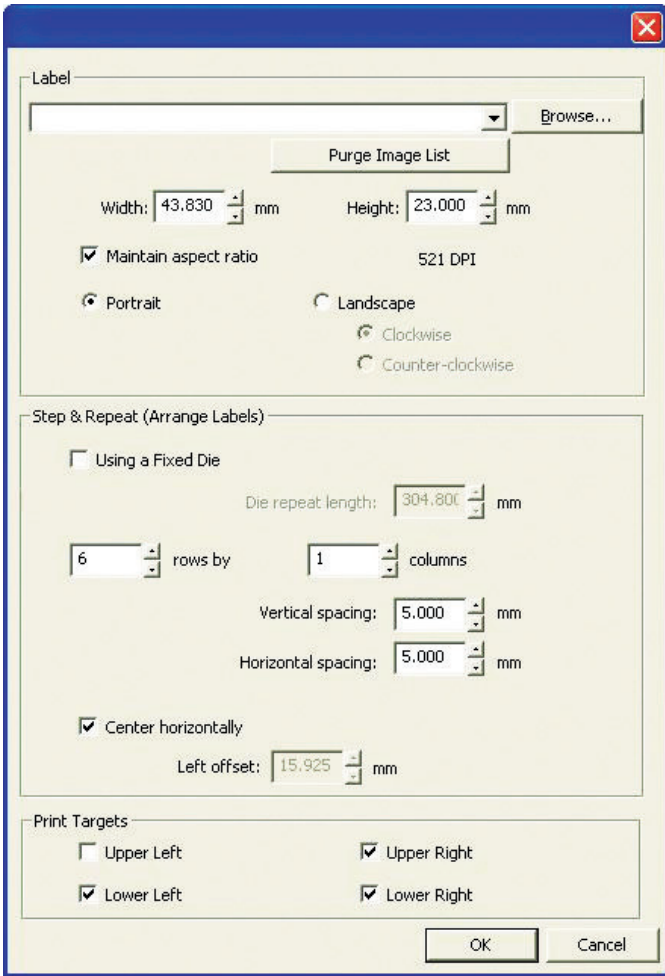 Label
Browse...
Purge Image List
Width: 43.830 mm Height: 23.000 mm
Maintain aspect ratio 521 DPI
Portrait Landscape
Clockwise
Counter-clockwise
Step & Repeat (Arrange Labels)
Using a Fixed Die
Die repeat length: 304.80 mm
6 rows by 1 columns
Vertical spacing: 5.000 mm
Horizontal spacing: 5.000 mm
Center horizontally
Left offset: 15.925 mm
Print Targets
Upper Left Upper Right
Lower Left Lower Right
OK Cancel